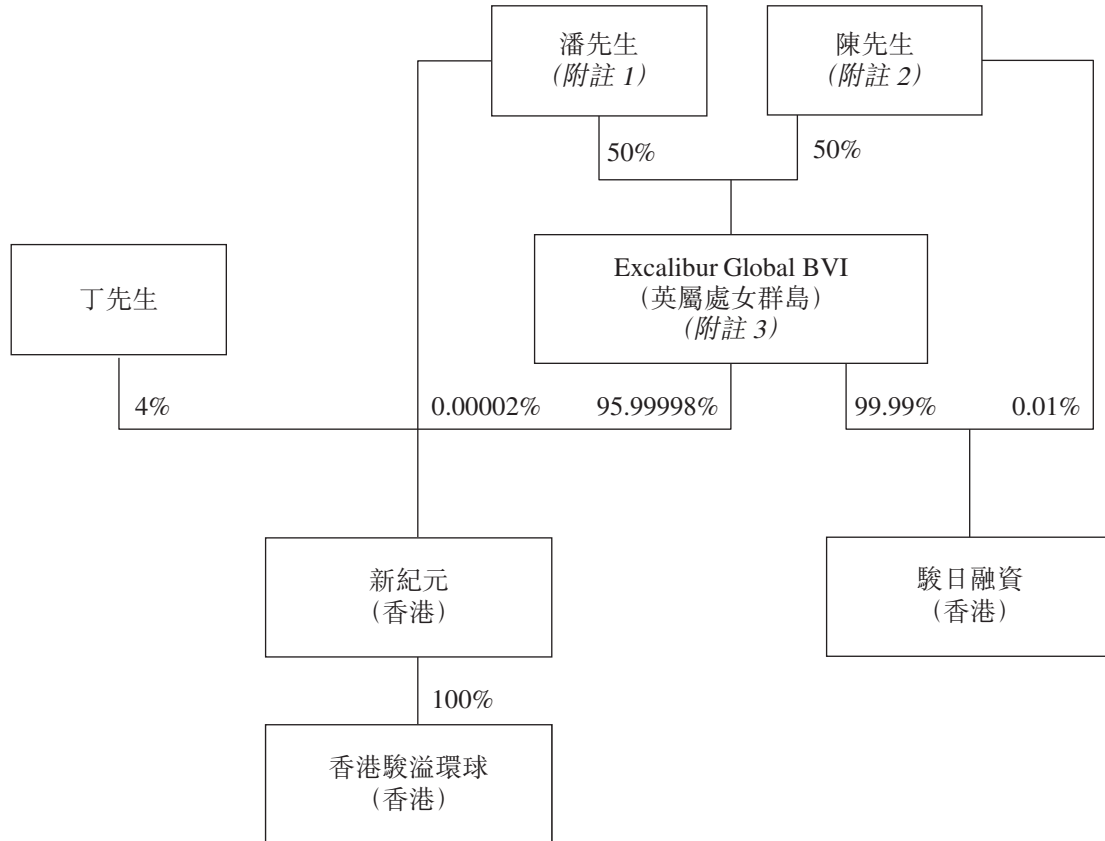 潘先生
（附註 1）
陳先生
（附註 2）
50%
50%
Excalibur Global BVI
（英屬處女群島）
（附註 3）
丁先生
4%
0.00002%
95.99998%
99.99%
0.01%
新紀元
（香港）
駿日融資
（香港）
100%
香港駿溢環球
（香港）